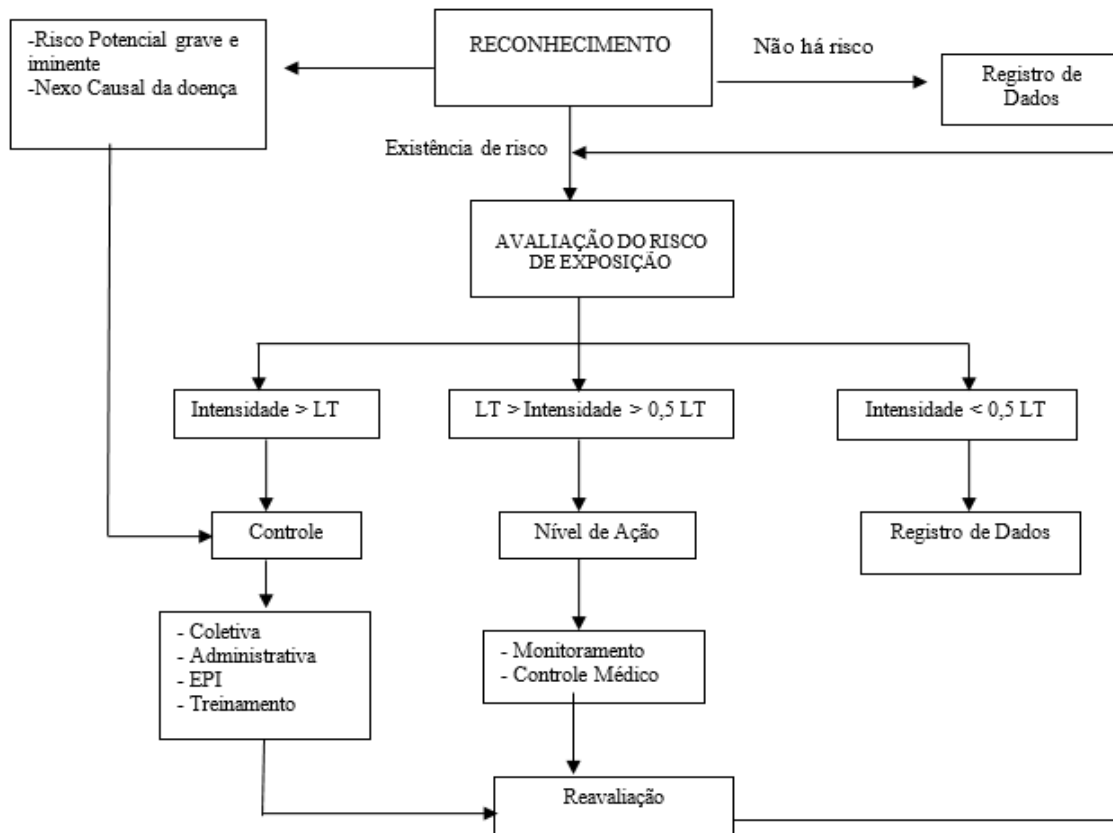 -Risco Potencial grave e
iminente
-Nexo Causal da doença
RECONHECIMENTO
Não há risco
Registro de
Dados
Existência de risco
AVALIAÇÃO DO RISCO
DE EXPOSIÇÃO
Intensidade > LT
LT > Intensidade > 0,5 LT
Intensidade < 0,5 LT
Controle
Nível de Ação
Registro de Dados
- Coletiva
- Administrativa
- EPI
- Treinamento
- Monitoramento
- Controle Médico
Reavaliação